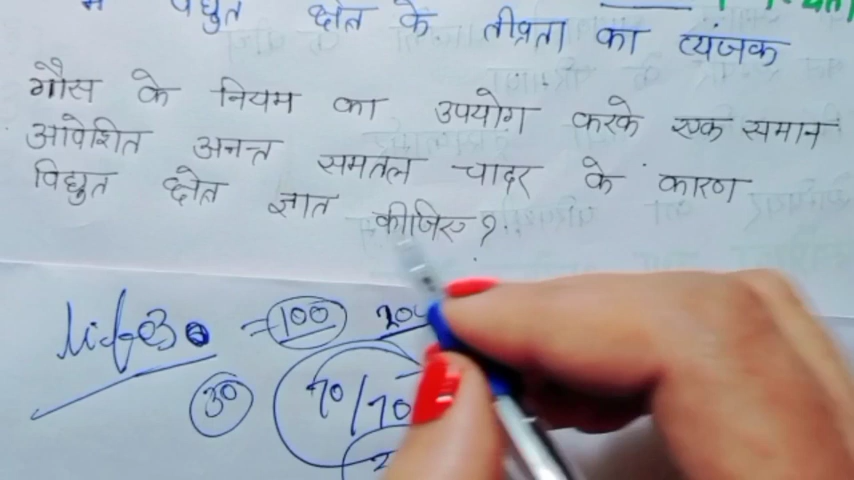 में विद्युत क्षेत के तीव्रता का व्यंजक
गौस के नियम का उपयोग करके एक समान
आवेशित अनन्त समतल चादर के कारण
विद्युत क्षेत ज्ञात कीजिए ?
= 100
30
70/70